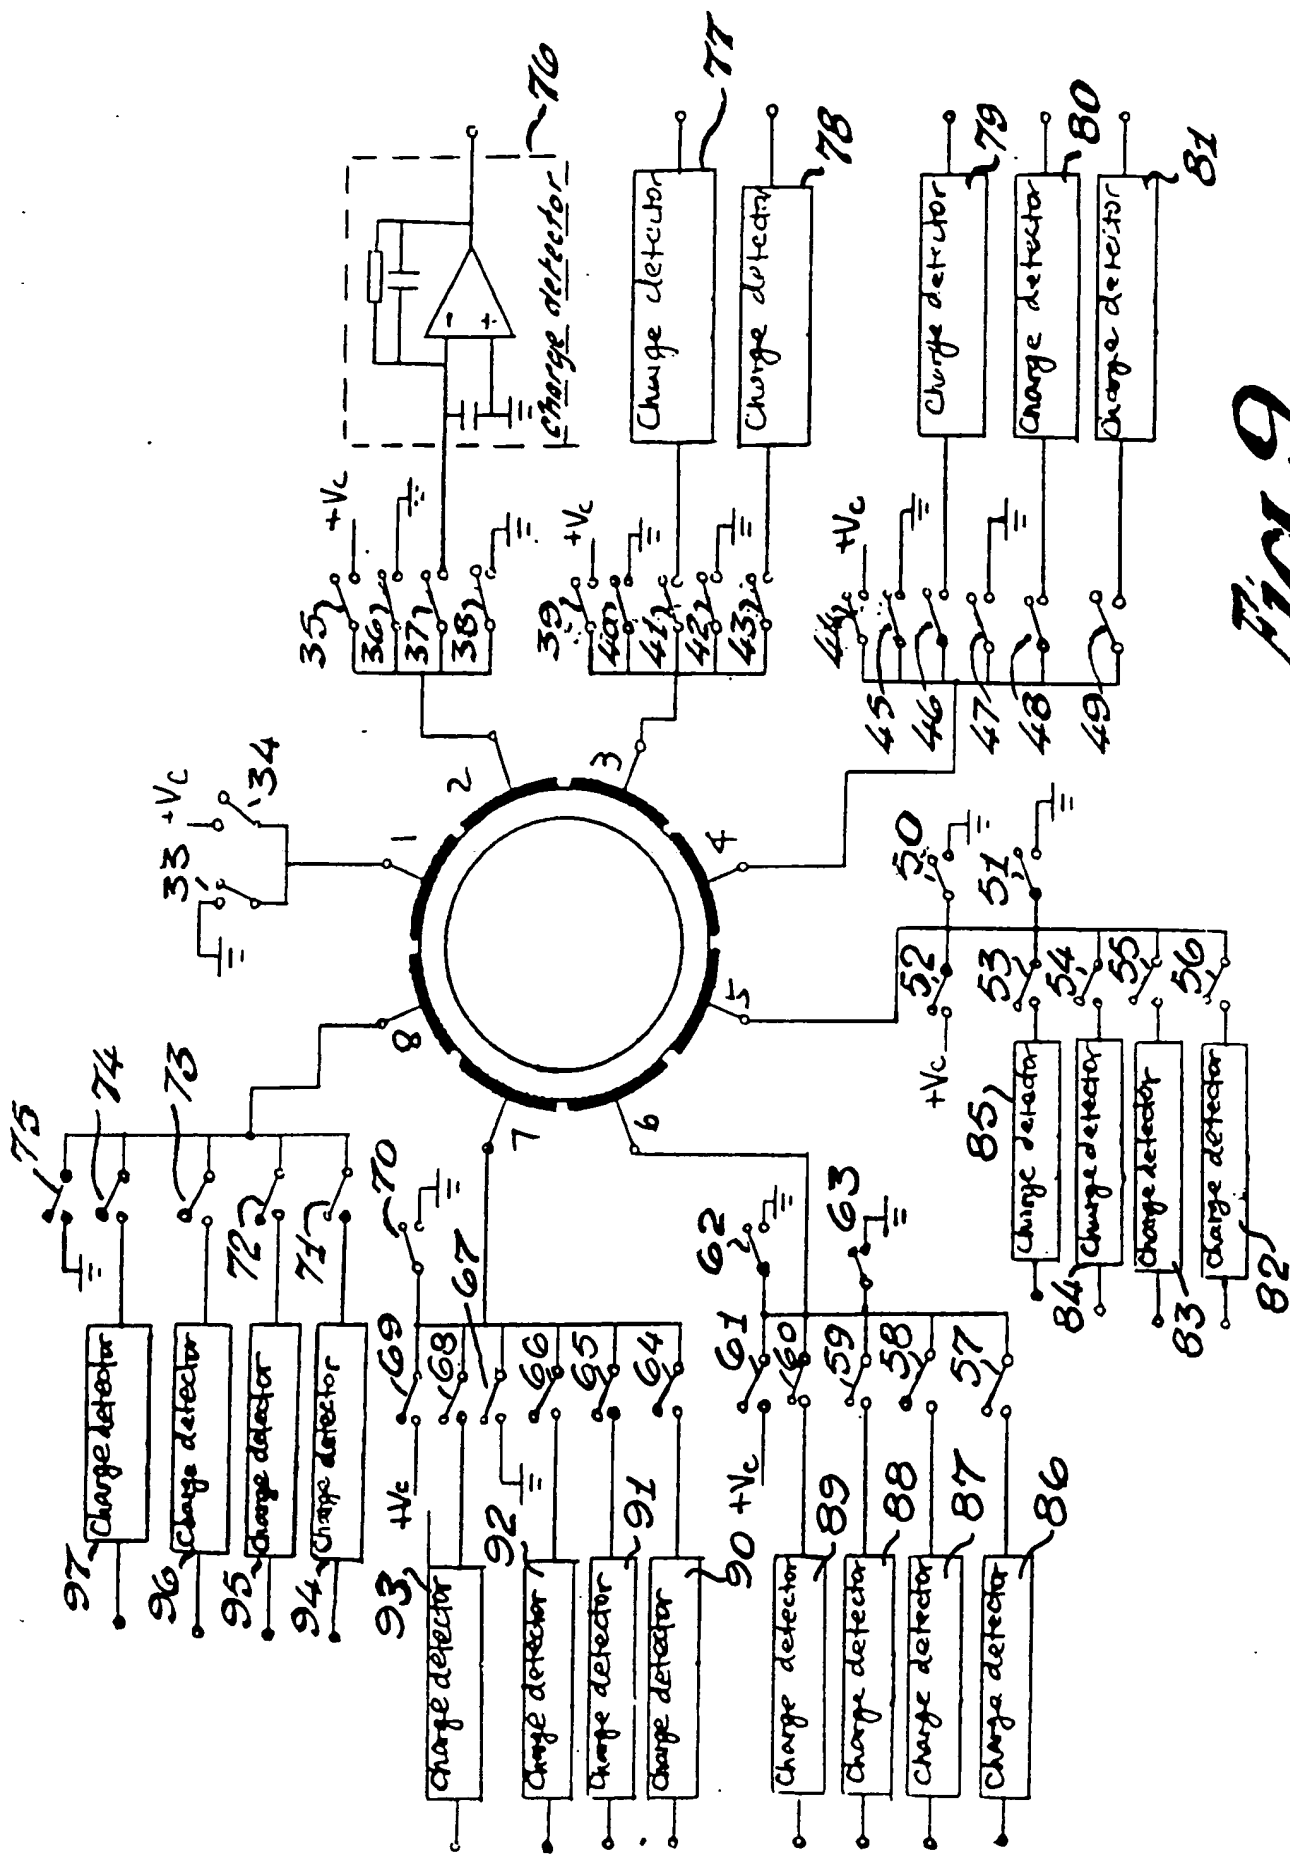 76
Charge detector
77
Charge detector
78
Charge detector
79
Charge detector
80
Charge detector
81
Charge detector
-
+
+Vc
35
36
37
38
+Vc
39
40
41
42
43
+Vc
44
45
46
47
48
49
+Vc
33
34
1
2
3
4
5
6
7
8
50
51
52
53
54
55
56
+Vc
85
Charge detector
84
Charge detector
83
Charge detector
82
Charge detector
75
74
73
72
71
97
Charge detector
96
Charge detector
95
Charge detector
94
Charge detector
70
69
68
67
66
65
64
+Vc
93
Charge detector
92
Charge detector
91
Charge detector
90
Charge detector
63
62
61
60
59
58
57
+Vc
89
Charge detector
88
Charge detector
87
Charge detector
86
Charge detector
FIG. 9